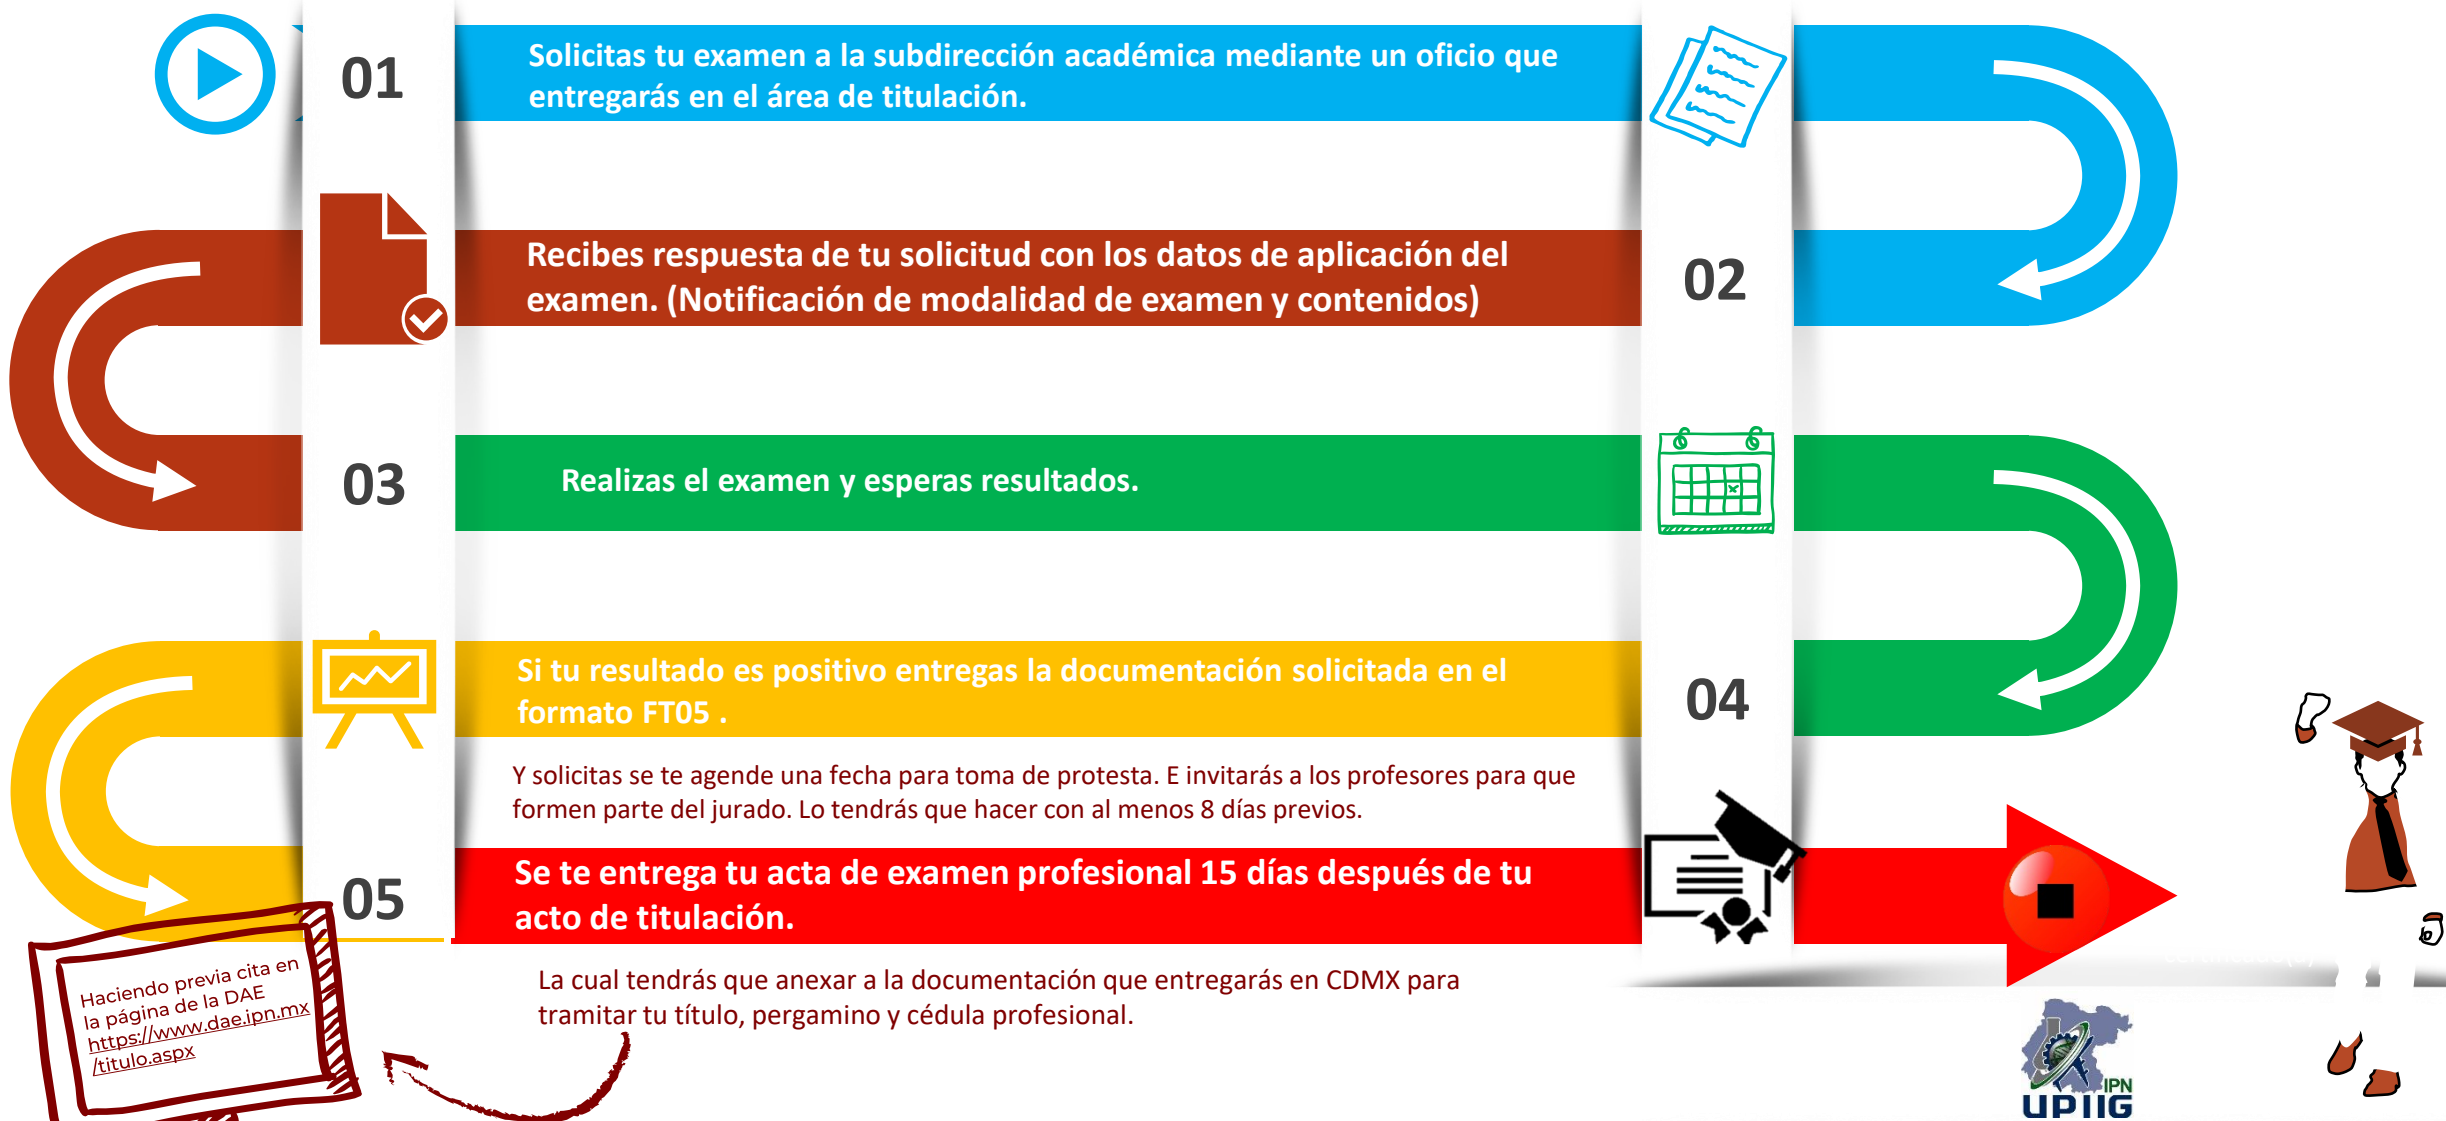 01
Solicitas tu examen a la subdirección académica mediante un oficio que
entregarás en el área de titulación.
Recibes respuesta de tu solicitud con los datos de aplicación del
examen. (Notificación de modalidad de examen y contenidos)
02
03
Realizas el examen y esperas resultados.
Si tu resultado es positivo entregas la documentación solicitada en el
formato FT05 .
04
Y solicitas se te agende una fecha para toma de protesta. E invitarás a los profesores para que
formen parte del jurado. Lo tendrás que hacer con al menos 8 días previos.
05
Se te entrega tu acta de examen profesional 15 días después de tu
acto de titulación.
La cual tendrás que anexar a la documentación que entregarás en CDMX para
tramitar tu título, pergamino y cédula profesional.
Haciendo previa cita en
la página de la DAE
https://www.dae.ipn.mx
/titulo.aspx
IPN
UPIIG